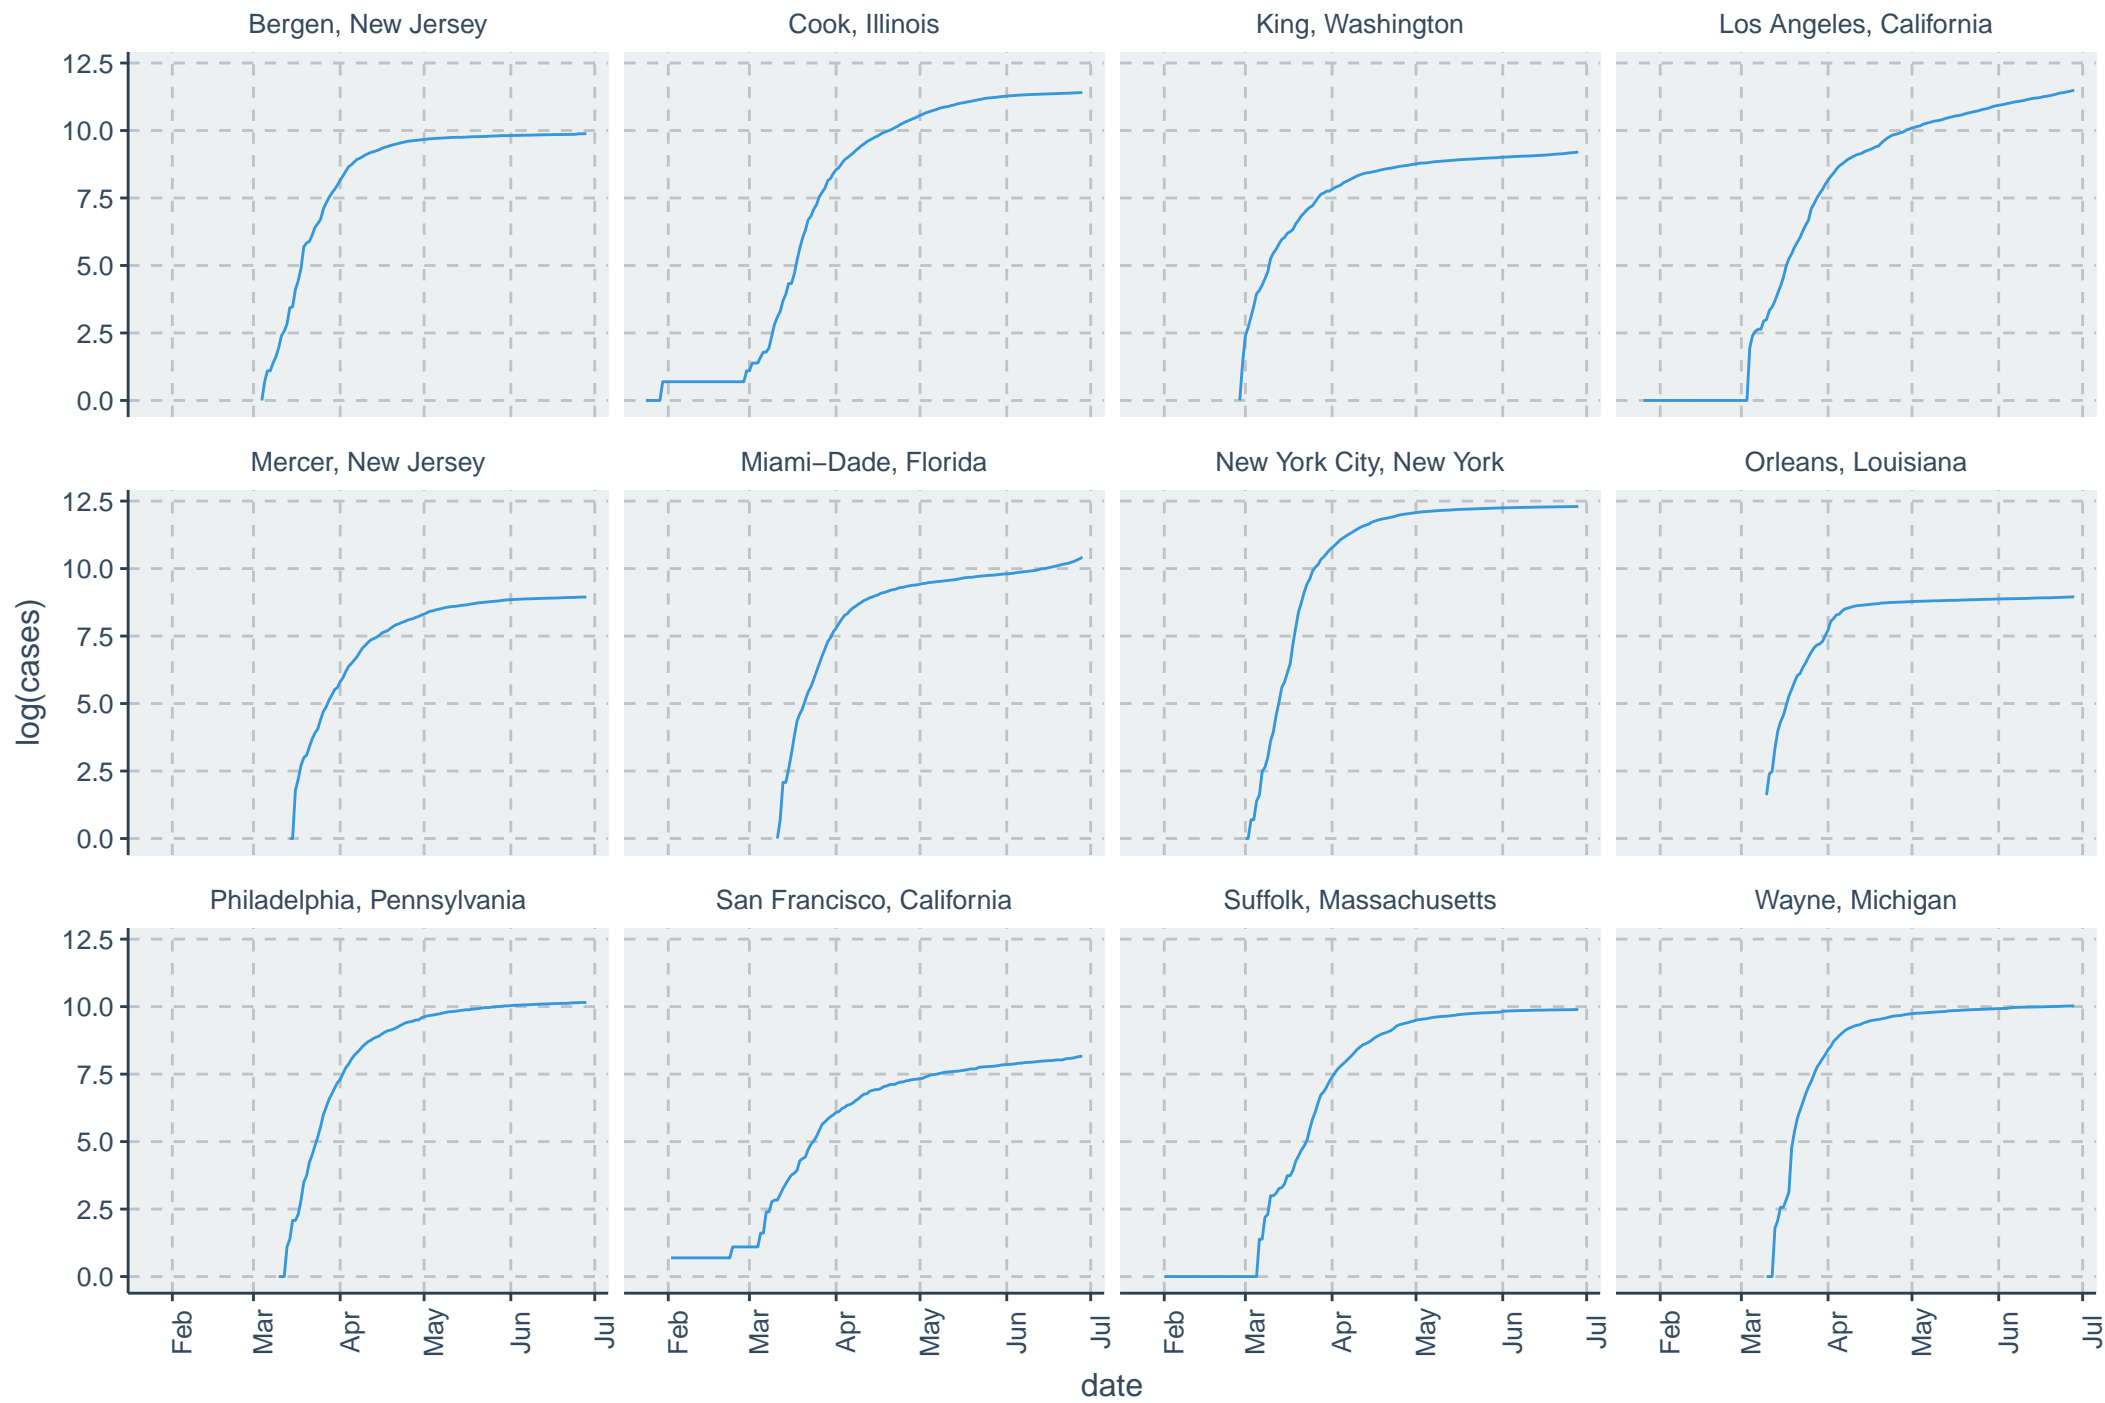 Bergen, New Jersey
Cook, Illinois
King, Washington
Los Angeles, California
12.5
10.0
7.5
5.0
2.5
0.0
Mercer, New Jersey
Miami−Dade, Florida
New York City, New York
Orleans, Louisiana
12.5
10.0
7.5
5.0
2.5
0.0
log(cases)
Philadelphia, Pennsylvania
San Francisco, California
Suffolk, Massachusetts
Wayne, Michigan
12.5
10.0
7.5
5.0
2.5
0.0
Feb Mar Apr May Jun Jul
Feb Mar Apr May Jun Jul
Feb Mar Apr May Jun Jul
Feb Mar Apr May Jun Jul
date